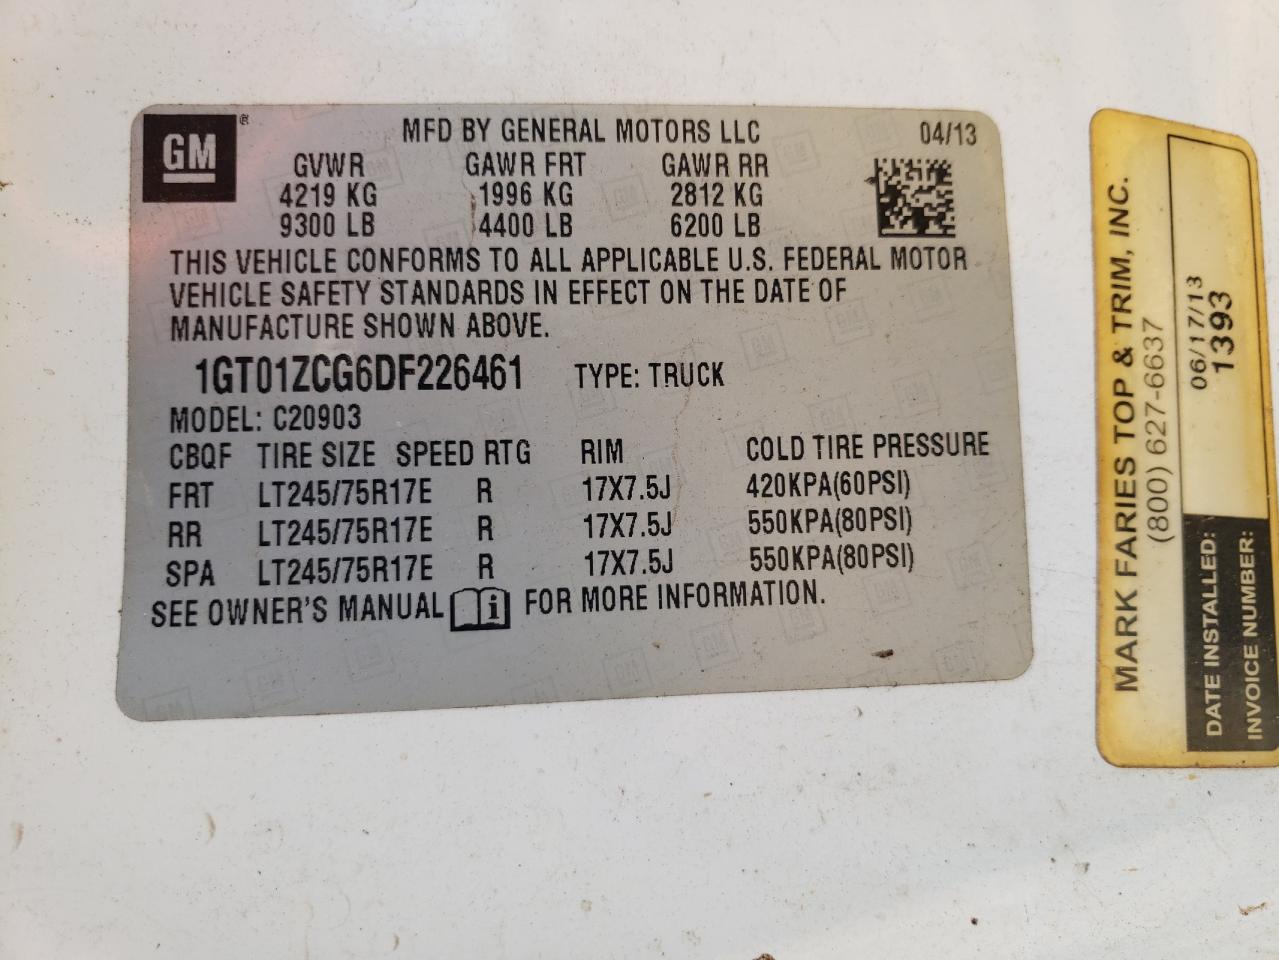 GM®
MFD BY GENERAL MOTORS LLC 04/13
GVWR GAWR FRT GAWR RR
4219 KG 1996 KG 2812 KG
9300 LB 4400 LB 6200 LB
THIS VEHICLE CONFORMS TO ALL APPLICABLE U.S. FEDERAL MOTOR
VEHICLE SAFETY STANDARDS IN EFFECT ON THE DATE OF
MANUFACTURE SHOWN ABOVE.
1GT01ZCG6DF226461 TYPE: TRUCK
MODEL: C20903
CBQF TIRE SIZE SPEED RTG RIM COLD TIRE PRESSURE
FRT LT245/75R17E R 17X7.5J 420KPA(60PSI)
RR LT245/75R17E R 17X7.5J 550KPA(80PSI)
SPA LT245/75R17E R 17X7.5J 550KPA(80PSI)
SEE OWNER'S MANUAL i FOR MORE INFORMATION.
MARK FARIES TOP & TRIM, INC.
(800) 627-6637
DATE INSTALLED: 06/17/13
INVOICE NUMBER: 1393